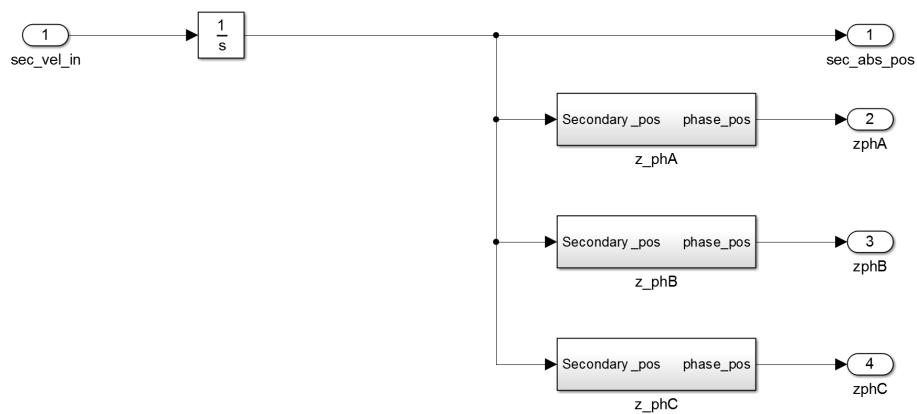 1
sec_vel_in
1
s
1
sec_abs_pos
Secondary _pos phase_pos
z_phA
2
zphA
Secondary _pos phase_pos
z_phB
3
zphB
Secondary _pos phase_pos
z_phC
4
zphC